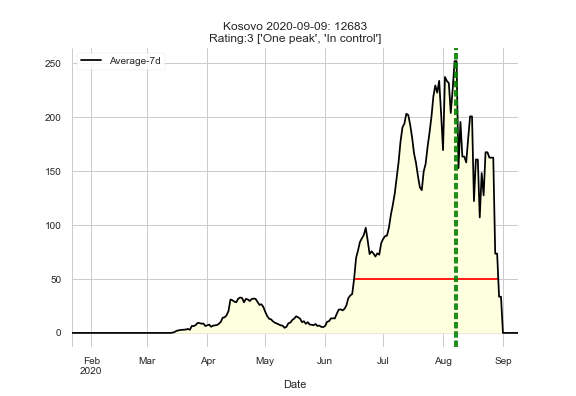 Kosovo 2020-09-09: 12683
Rating:3 ['One peak', 'In control']
Average-7d
250
200
150
100
50
0
Feb Mar Apr May Jun Jul Aug Sep
2020
Date